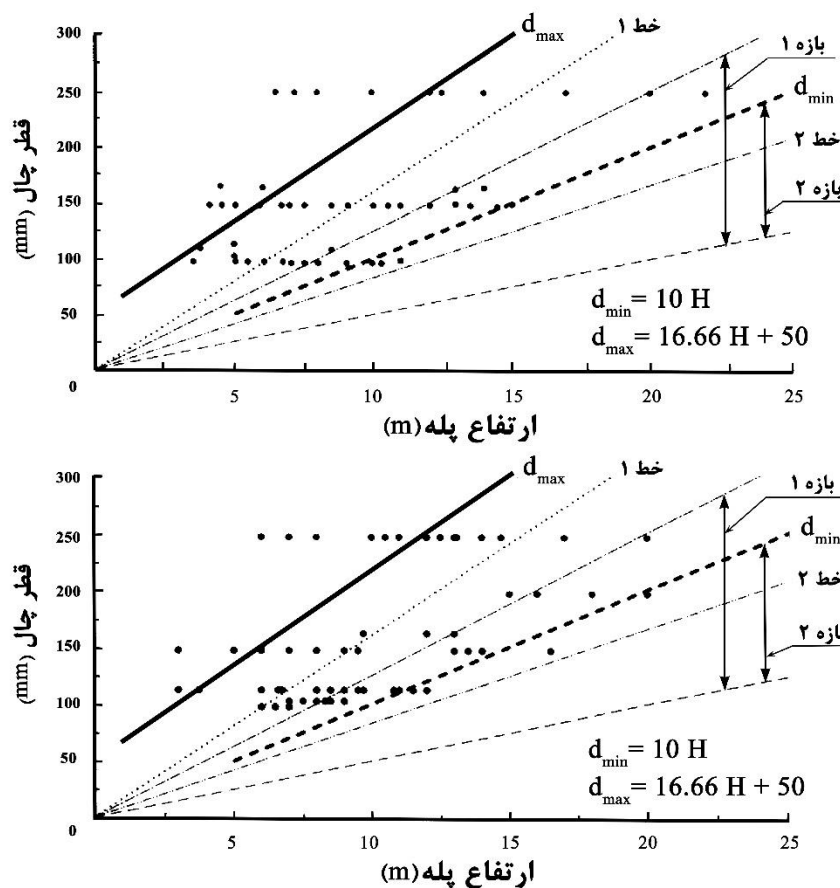 300
250
200
150
100
50
0
قطر چال (mm)
d_max
خط ۱
بازه ۱
d_min
خط ۲
بازه ۲
d_min = 10 H
d_max = 16.66 H + 50
5
10
15
20
25
ارتفاع پله (m)
300
250
200
150
100
50
0
قطر چال (mm)
d_max
خط ۱
بازه ۱
d_min
خط ۲
بازه ۲
d_min = 10 H
d_max = 16.66 H + 50
5
10
15
20
25
ارتفاع پله (m)